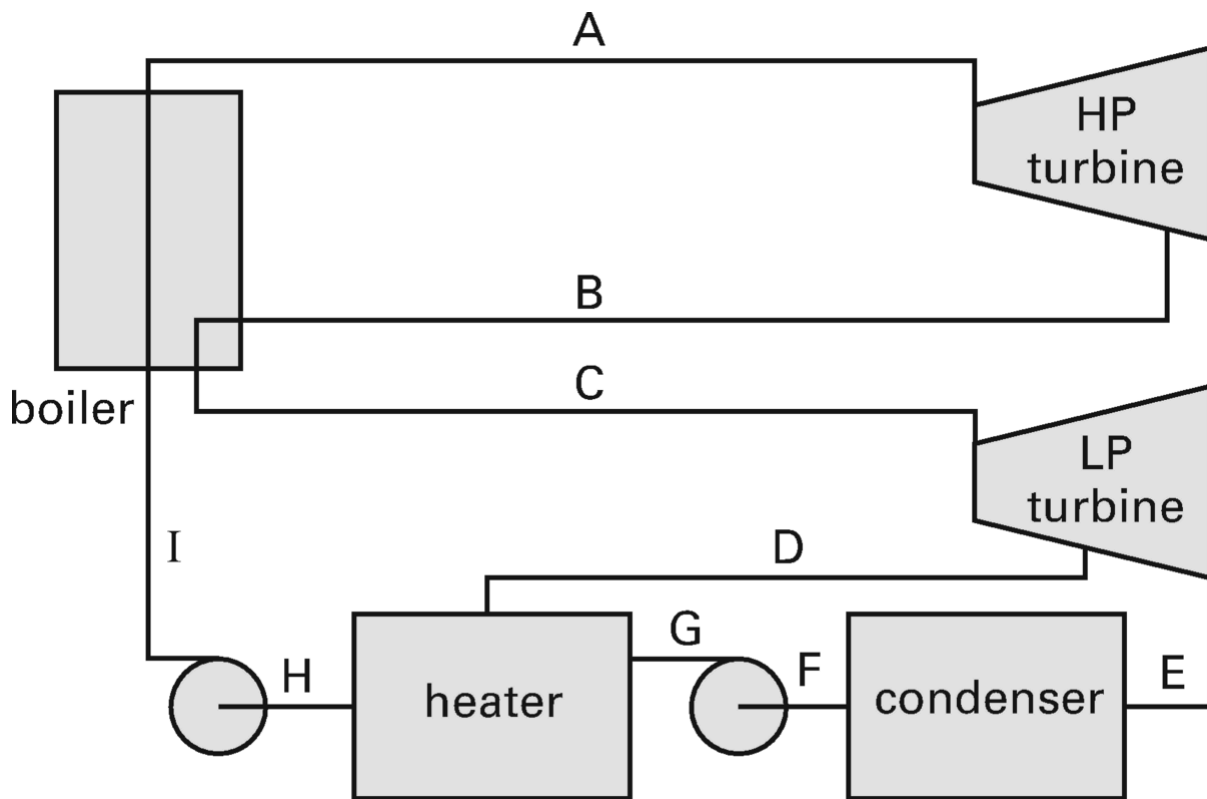 A
HP
turbine
B
C
boiler
LP
turbine
I
D
G
H
F
E
heater
condenser